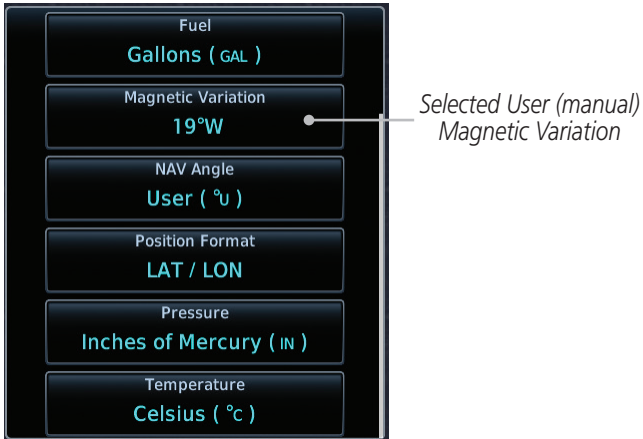 Fuel
Gallons ( GAL )
Magnetic Variation
19°W
Selected User (manual)
Magnetic Variation
NAV Angle
User ( °U )
Position Format
LAT / LON
Pressure
Inches of Mercury ( IN )
Temperature
Celsius ( °C )